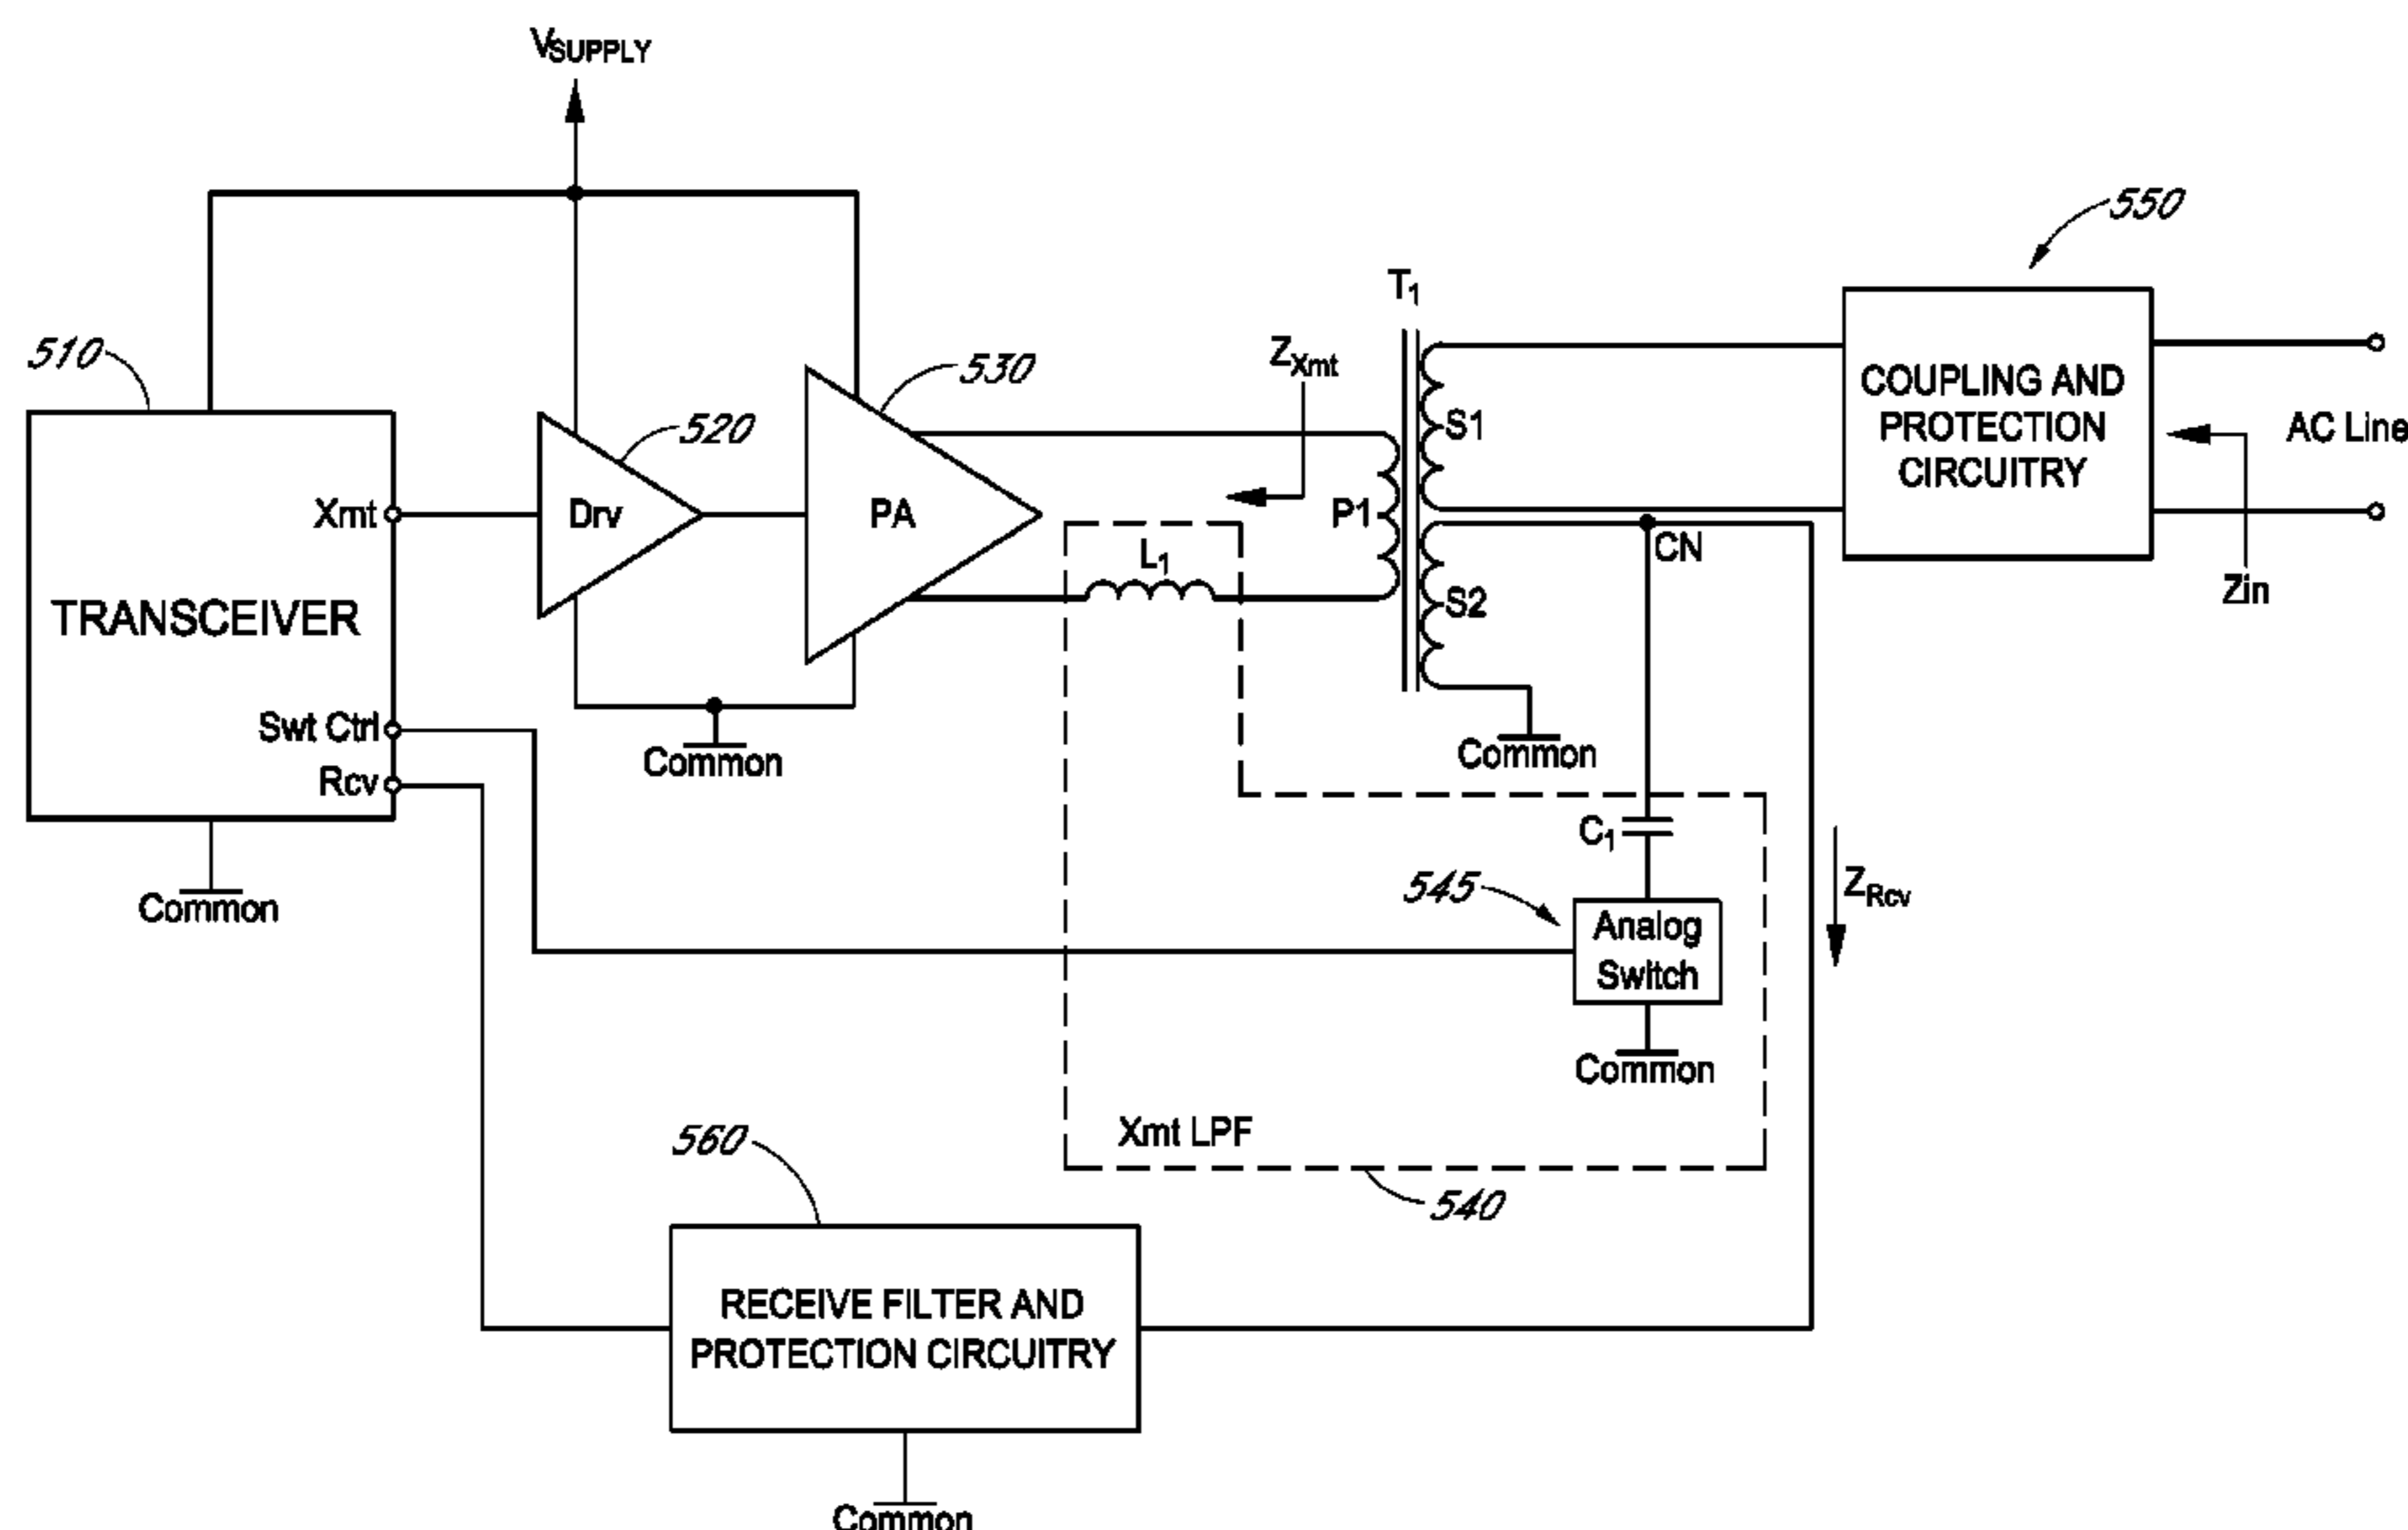 VSUPPLY
550
T1
510
530
ZXmt
520
COUPLING AND
PROTECTION
CIRCUITRY
AC Line
S1
Xmt
Drv
PA
P1
L1
CN
Zin
TRANSCEIVER
S2
Swt Ctrl
Common
Common
Rcv
C1
545
ZRcv
Common
Analog
Switch
Common
Xmt LPF
560
540
RECEIVE FILTER AND
PROTECTION CIRCUITRY
Common